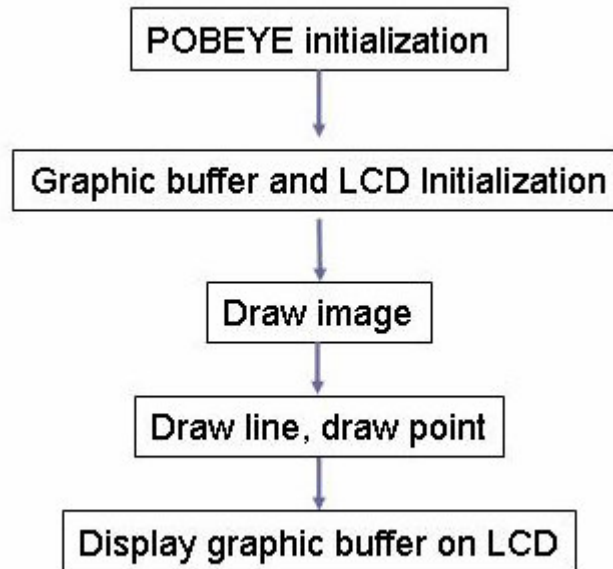 POBEYE initialization
Graphic buffer and LCD Initialization
Draw image
Draw line, draw point
Display graphic buffer on LCD